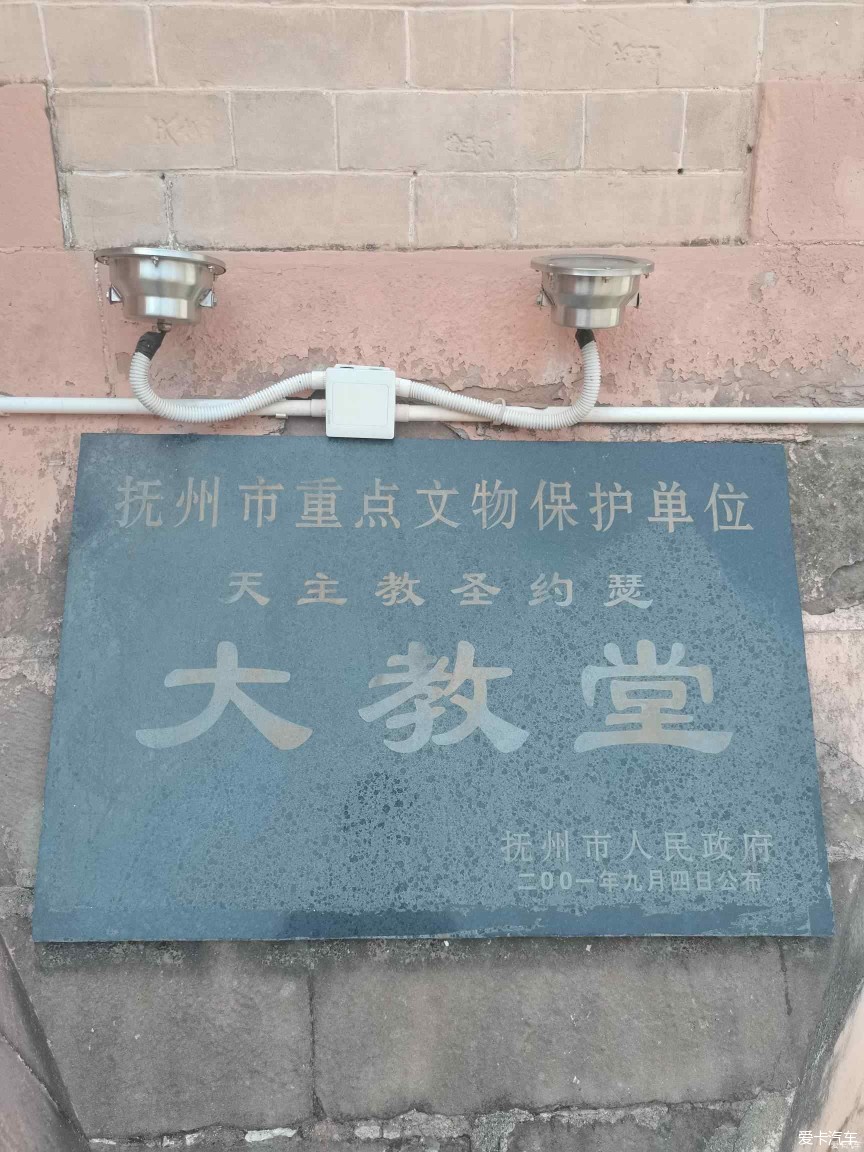 抚州市重点文物保护单位
天主教圣约瑟
大教堂
抚州市人民政府
二00一年九月四日公布
爱卡汽车